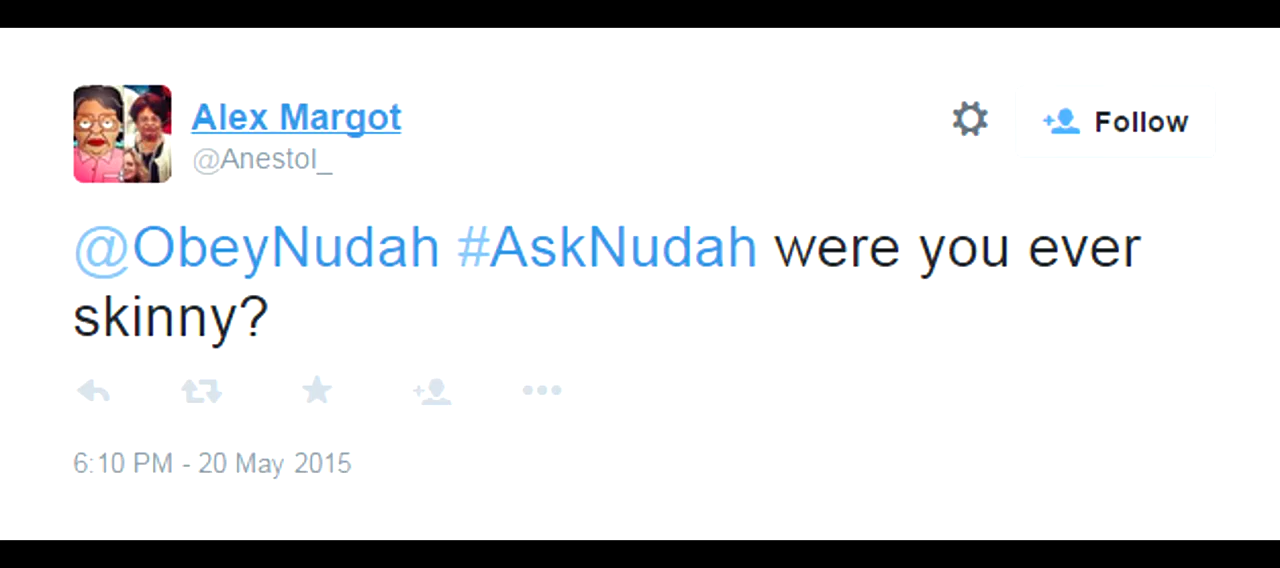 Alex Margot
@Anestol_
Follow
@ObeyNudah #AskNudah were you ever
skinny?
6:10 PM - 20 May 2015